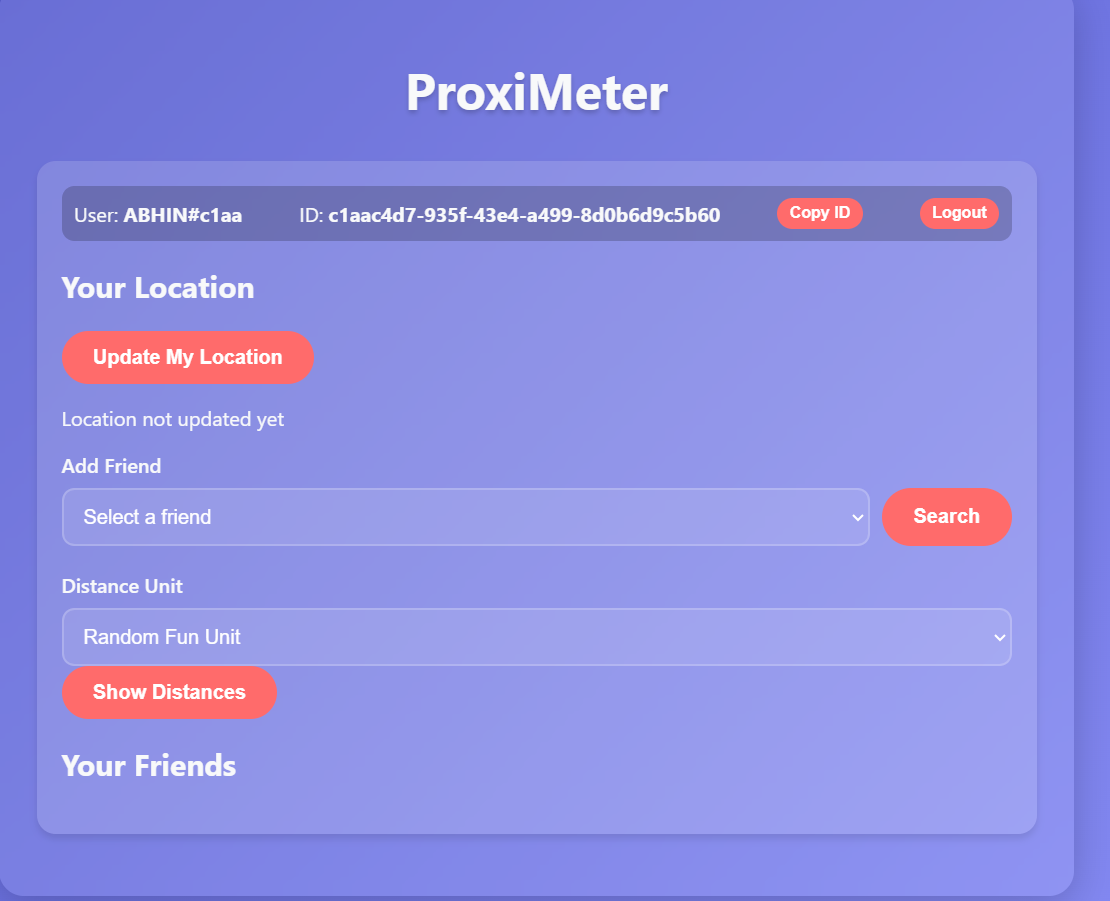 ProxiMeter
User: ABHIN#c1aa ID: c1aac4d7-935f-43e4-a499-8d0b6d9c5b60 Copy ID Logout
Your Location
Update My Location
Location not updated yet
Add Friend
Select a friend Search
Distance Unit
Random Fun Unit
Show Distances
Your Friends